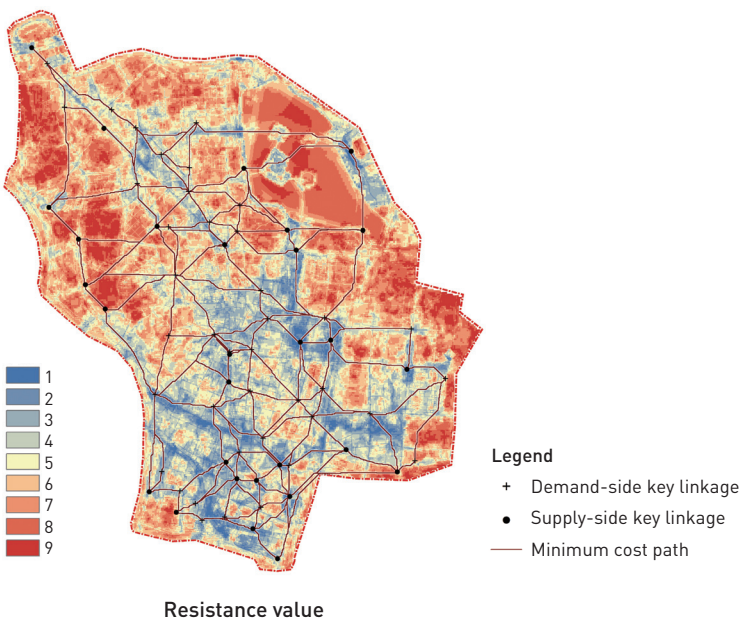 1
2
3
4
5
6
7
8
9
Legend
+ Demand-side key linkage
● Supply-side key linkage
— Minimum cost path
Resistance value